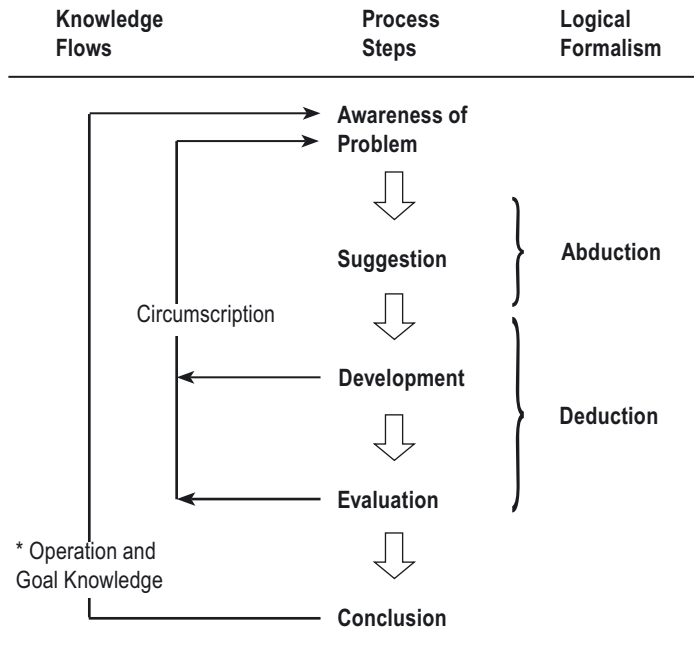 Knowledge
Flows
Process
Steps
Logical
Formalism
Awareness of
Problem
Suggestion
Abduction
Circumscription
Development
Deduction
Evaluation
* Operation and
Goal Knowledge
Conclusion